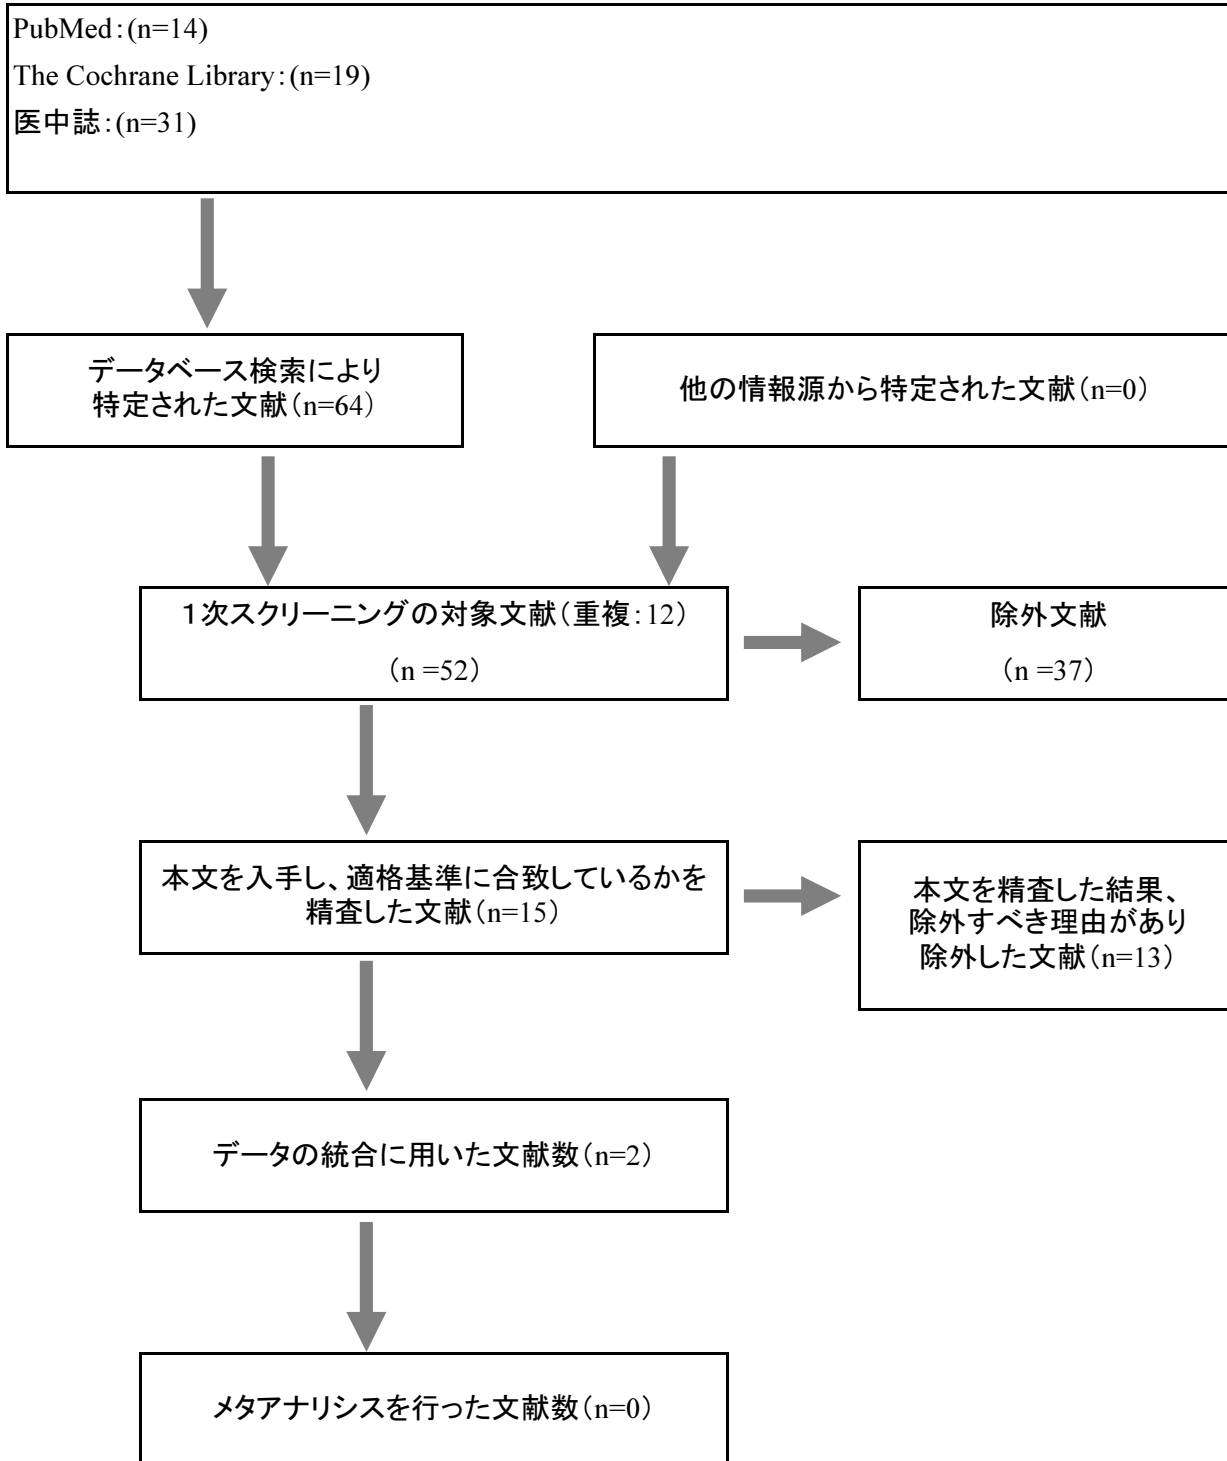 PubMed:(n=14)
The Cochrane Library:(n=19)
医中誌:(n=31)
データベース検索により
特定された文献(n=64)
他の情報源から特定された文献(n=0)
１次スクリーニングの対象文献(重複:12)
(n =52)
除外文献
(n =37)
本文を入手し、適格基準に合致しているかを
精査した文献(n=15)
本文を精査した結果、
除外すべき理由があり
除外した文献(n=13)
データの統合に用いた文献数(n=2)
メタアナリシスを行った文献数(n=0)